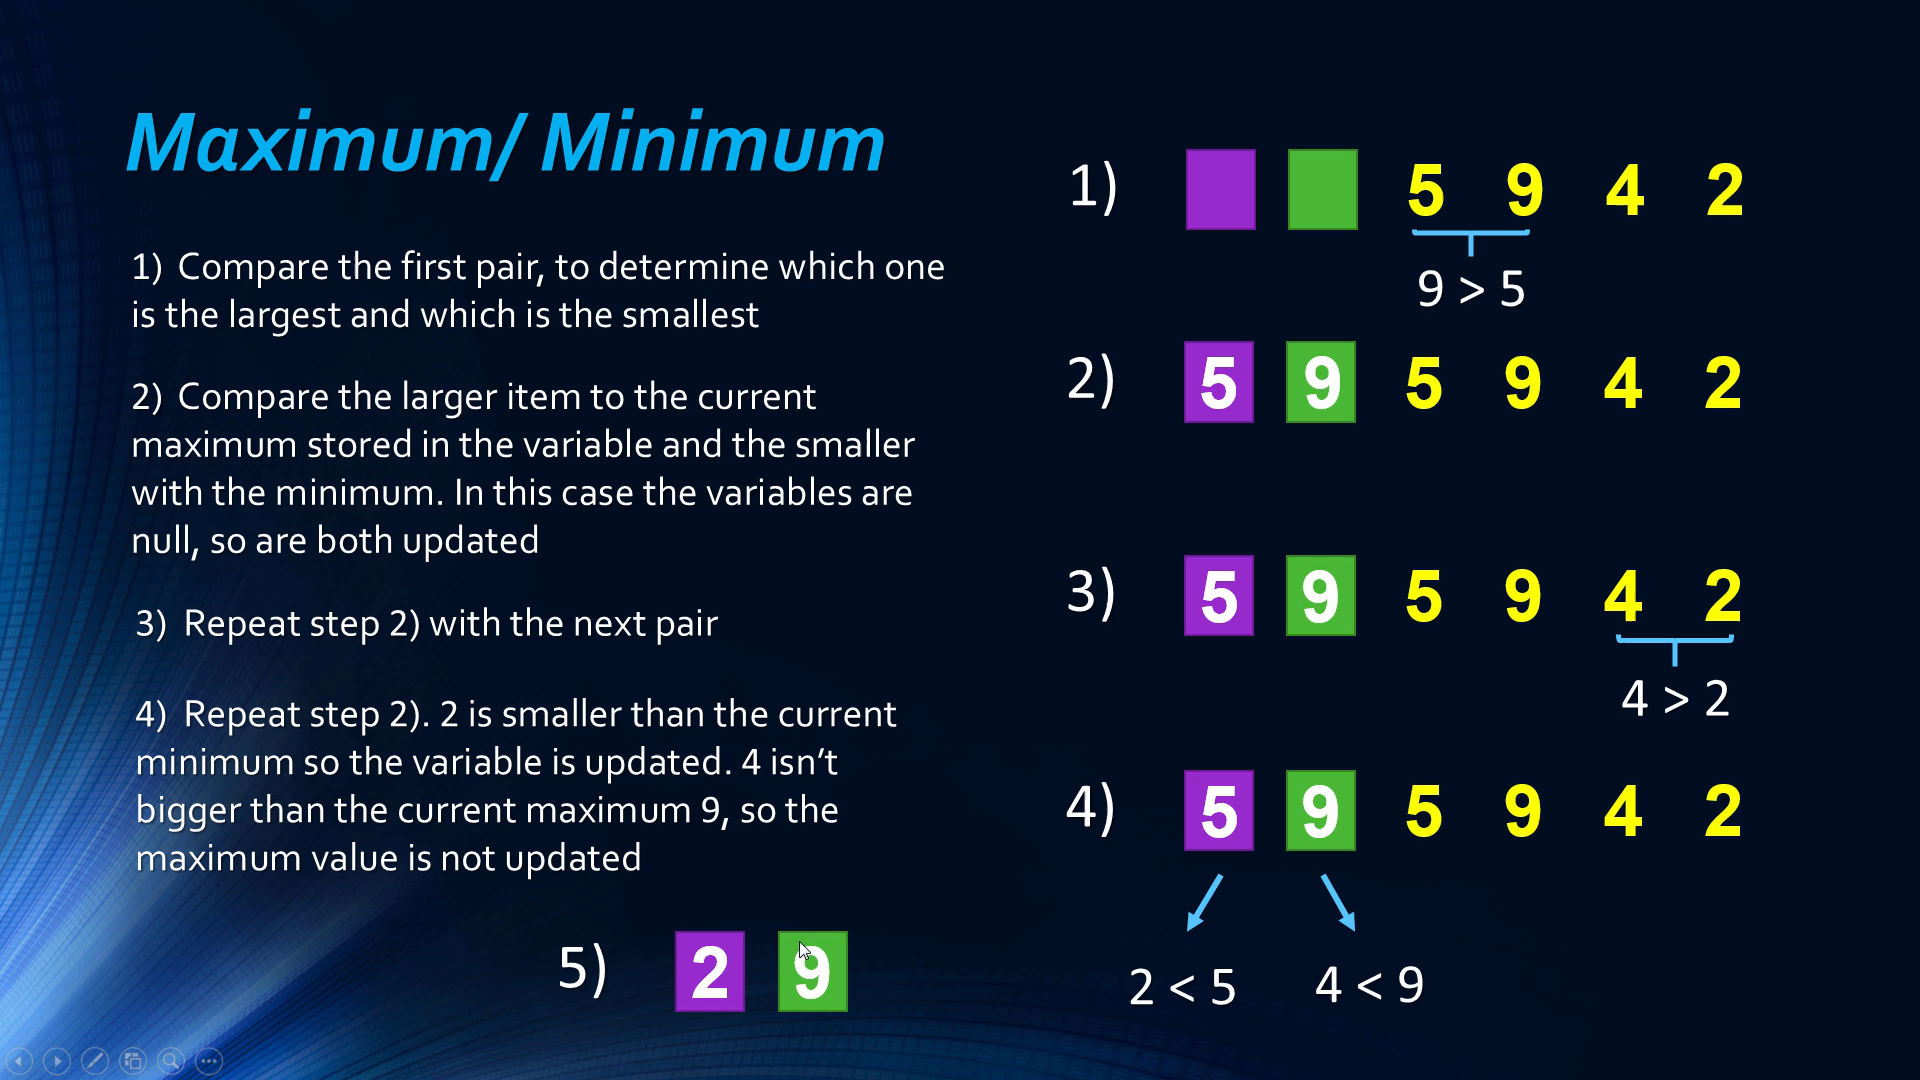 Maximum/ Minimum
1) Compare the first pair, to determine which one
is the largest and which is the smallest
2) Compare the larger item to the current
maximum stored in the variable and the smaller
with the minimum. In this case the variables are
null, so are both updated
3) Repeat step 2) with the next pair
4) Repeat step 2). 2 is smaller than the current
minimum so the variable is updated. 4 isn’t
bigger than the current maximum 9, so the
maximum value is not updated
5) 2 9
1) 5 9 4 2
9 > 5
2) 5 9 5 9 4 2
3) 5 9 5 9 4 2
4 > 2
4) 5 9 5 9 4 2
2 < 5 4 < 9